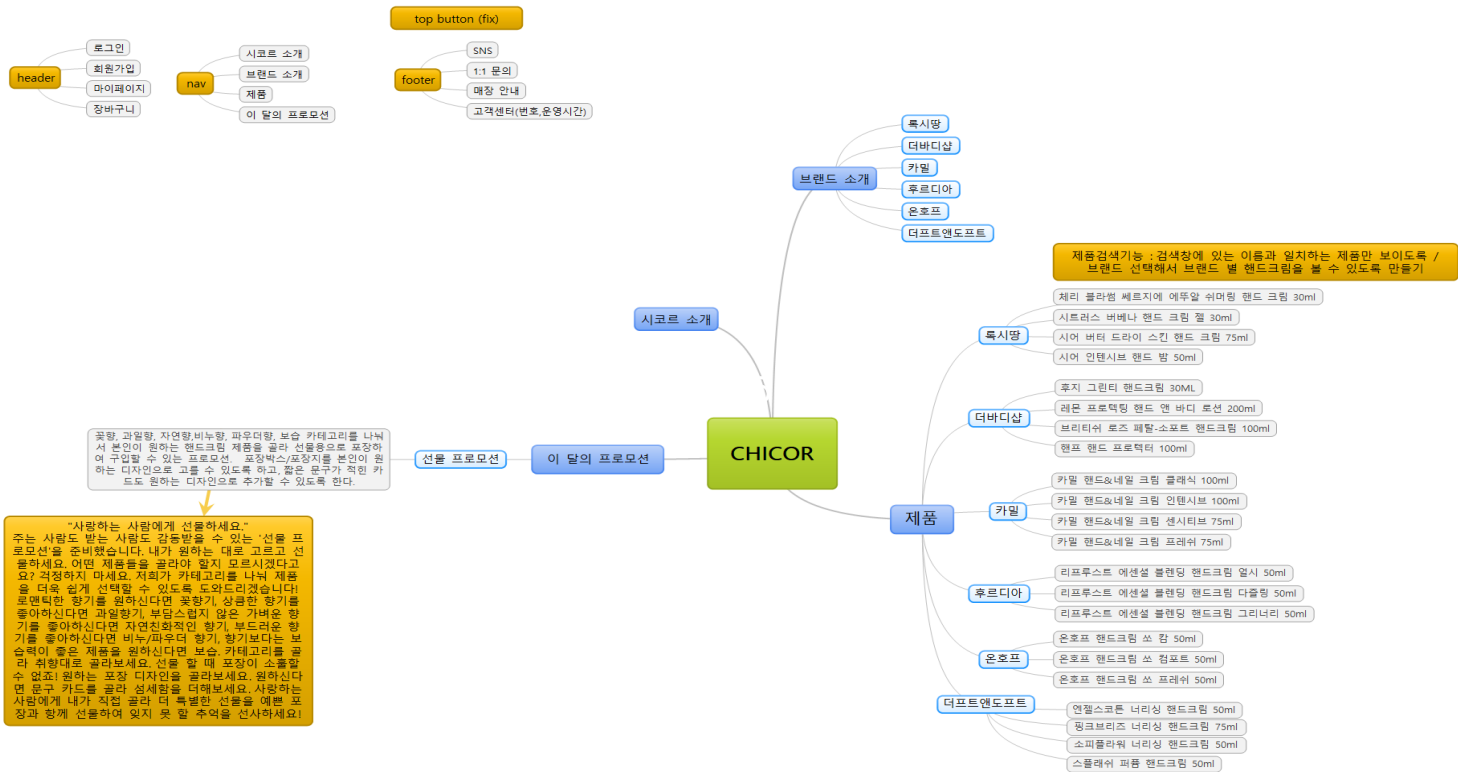 top button (fix)
header
로그인
회원가입
마이페이지
장바구니
nav
시코르 소개
브랜드 소개
제품
이 달의 프로모션
footer
SNS
1:1 문의
매장 안내
고객센터(번호,운영시간)
브랜드 소개
록시땅
더바디샵
카밀
후르디아
온호프
더프트앤도프트
제품검색기능 : 검색창에 있는 이름과 일치하는 제품만 보이도록 /
브랜드 선택해서 브랜드 별 핸드크림을 볼 수 있도록 만들기
시코르 소개
CHICOR
이 달의 프로모션
선물 프로모션
꽃향, 과일향, 자연향,비누향, 파우더향, 보습 카테고리를 나눠
서 본인이 원하는 핸드크림 제품을 골라 선물용으로 포장하
여 구입할 수 있는 프로모션. 포장박스/포장지를 본인이 원
하는 디자인으로 고를 수 있도록 하고, 짧은 문구가 적힌 카
드도 원하는 디자인으로 추가할 수 있도록 한다.
"사랑하는 사람에게 선물하세요."
주는 사람도 받는 사람도 감동받을 수 있는 '선물 프
로모션'을 준비했습니다. 내가 원하는 대로 고르고 선
물하세요. 어떤 제품들을 골라야 할지 모르시겠다고
요? 걱정하지 마세요. 저희가 카테고리를 나눠 제품
을 더욱 쉽게 선택할 수 있도록 도와드리겠습니다!
로맨틱한 향기를 원하신다면 꽃향기, 상큼한 향기를
좋아하신다면 과일향기, 부담스럽지 않은 가벼운 향
기를 좋아하신다면 자연친화적인 향기, 부드러운 향
기를 좋아하신다면 비누/파우더 향기, 향기보다는 보
습력이 좋은 제품을 원하신다면 보습. 카테고리를 골
라 취향대로 골라보세요. 선물 할 때 포장이 소홀할
수 없죠! 원하는 포장 디자인을 골라보세요. 원하신다
면 문구 카드를 골라 섬세함을 더해보세요. 사랑하는
사람에게 내가 직접 골라 더 특별한 선물을 예쁜 포
장과 함께 선물하여 잊지 못 할 추억을 선사하세요!
제품
록시땅
체리 블라썸 쎄르지에 에뚜알 쉬머링 핸드 크림 30ml
시트러스 버베나 핸드 크림 젤 30ml
시어 버터 드라이 스킨 핸드 크림 75ml
시어 인텐시브 핸드 밤 50ml
더바디샵
후지 그린티 핸드크림 30ML
레몬 프로텍팅 핸드 앤 바디 로션 200ml
브리티쉬 로즈 페탈-소프트 핸드크림 100ml
햄프 핸드 프로텍터 100ml
카밀
카밀 핸드&네일 크림 클래식 100ml
카밀 핸드&네일 크림 인텐시브 100ml
카밀 핸드&네일 크림 센시티브 75ml
카밀 핸드&네일 크림 프레쉬 75ml
후르디아
리프루스트 에센셜 블렌딩 핸드크림 얼시 50ml
리프루스트 에센셜 블렌딩 핸드크림 다즐링 50ml
리프루스트 에센셜 블렌딩 핸드크림 그리너리 50ml
온호프
온호프 핸드크림 쏘 캄 50ml
온호프 핸드크림 쏘 컴포트 50ml
온호프 핸드크림 쏘 프레쉬 50ml
더프트앤도프트
엔젤스코튼 너리싱 핸드크림 50ml
핑크브리즈 너리싱 핸드크림 75ml
소피플라워 너리싱 핸드크림 50ml
스플래쉬 퍼퓸 핸드크림 50ml